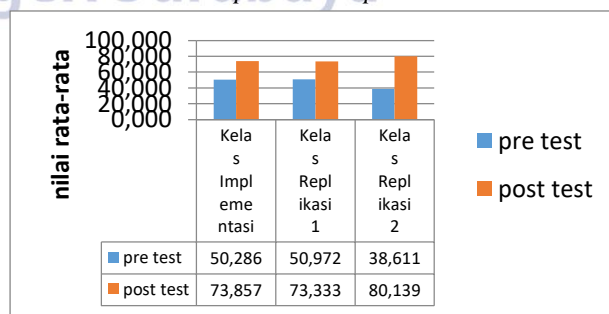 100,000
80,000
60,000
40,000
20,000
0,000
nilai rata-rata
Kela
s
Impl
eme
ntasi
Kela
s
Repl
ikasi
1
Kela
s
Repl
ikasi
2
pre test 50,286 50,972 38,611
post test 73,857 73,333 80,139
pre test
post test